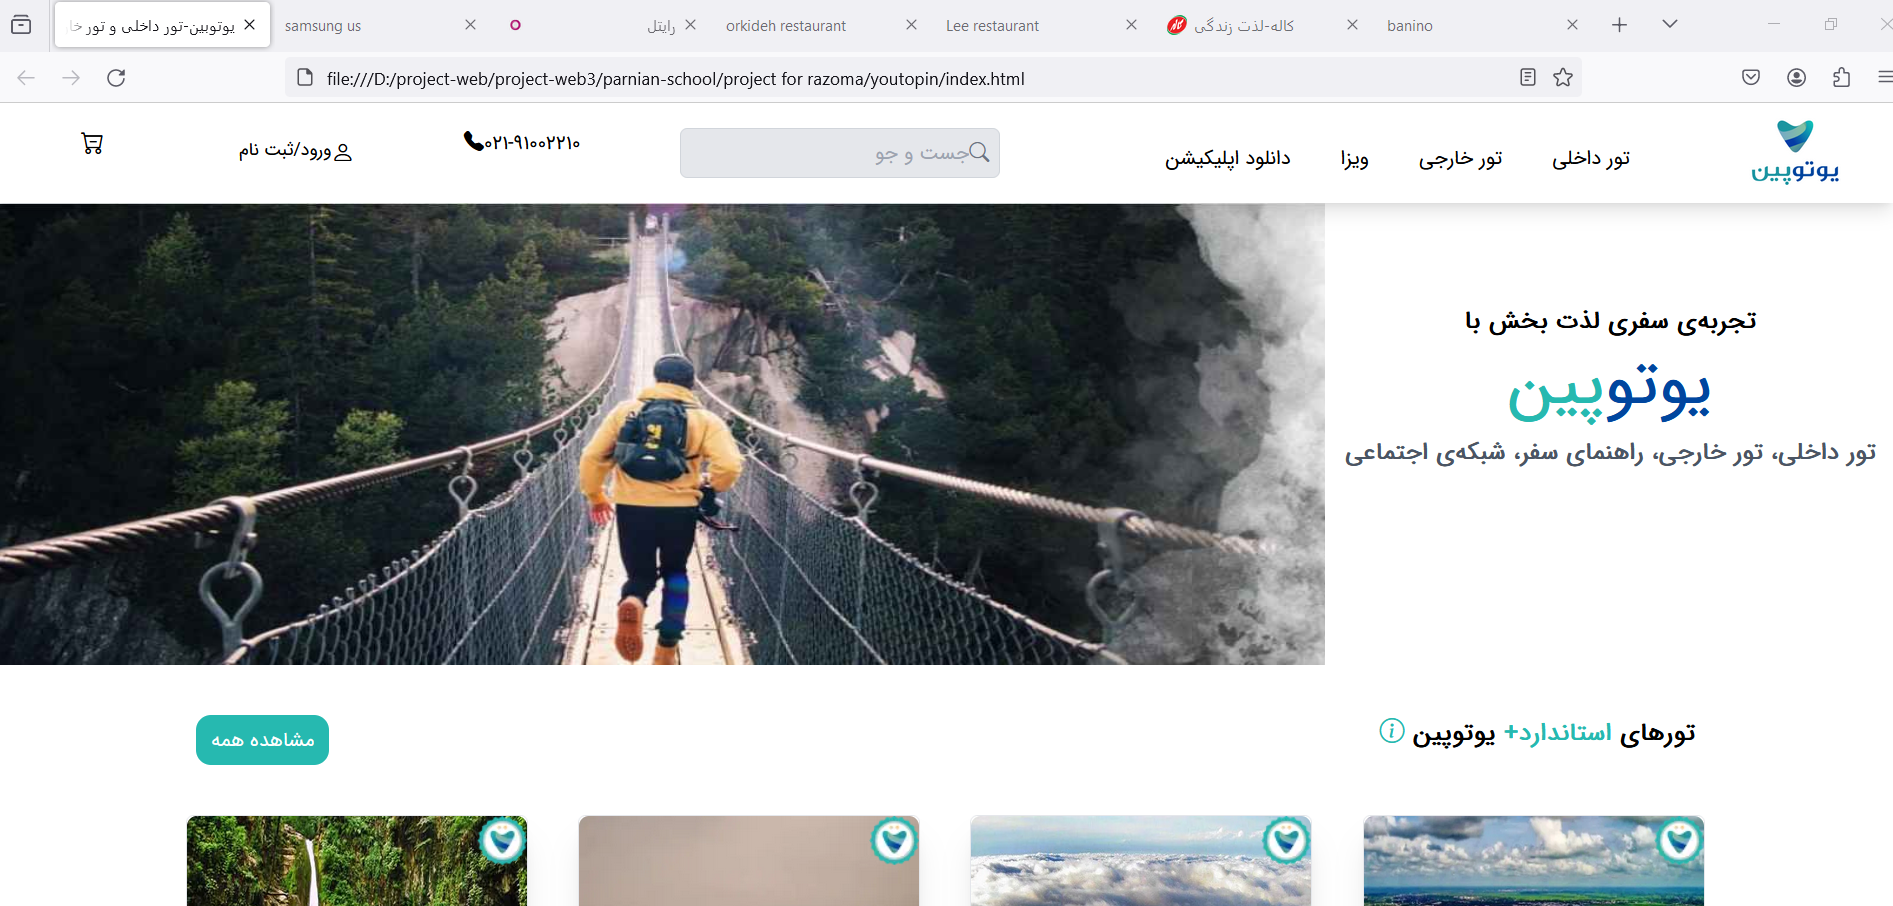 یوتوپین-تور داخلی و تور خا
samsung us
رایتل
orkideh restaurant
Lee restaurant
کاله-لذت زندگی
banino
file:///D:/project-web/project-web3/parnian-school/project for razoma/youtopin/index.html
یوتوپین
تور داخلی
تور خارجی
ویزا
دانلود اپلیکیشن
جست و جو
۰۲۱-۹۱۰۰۲۲۱۰
ورود/ثبت نام
تجربه‌ی سفری لذت بخش با
یوتوپین
تور داخلی، تور خارجی، راهنمای سفر، شبکه‌ی اجتماعی
تورهای استاندارد+ یوتوپین
مشاهده همه